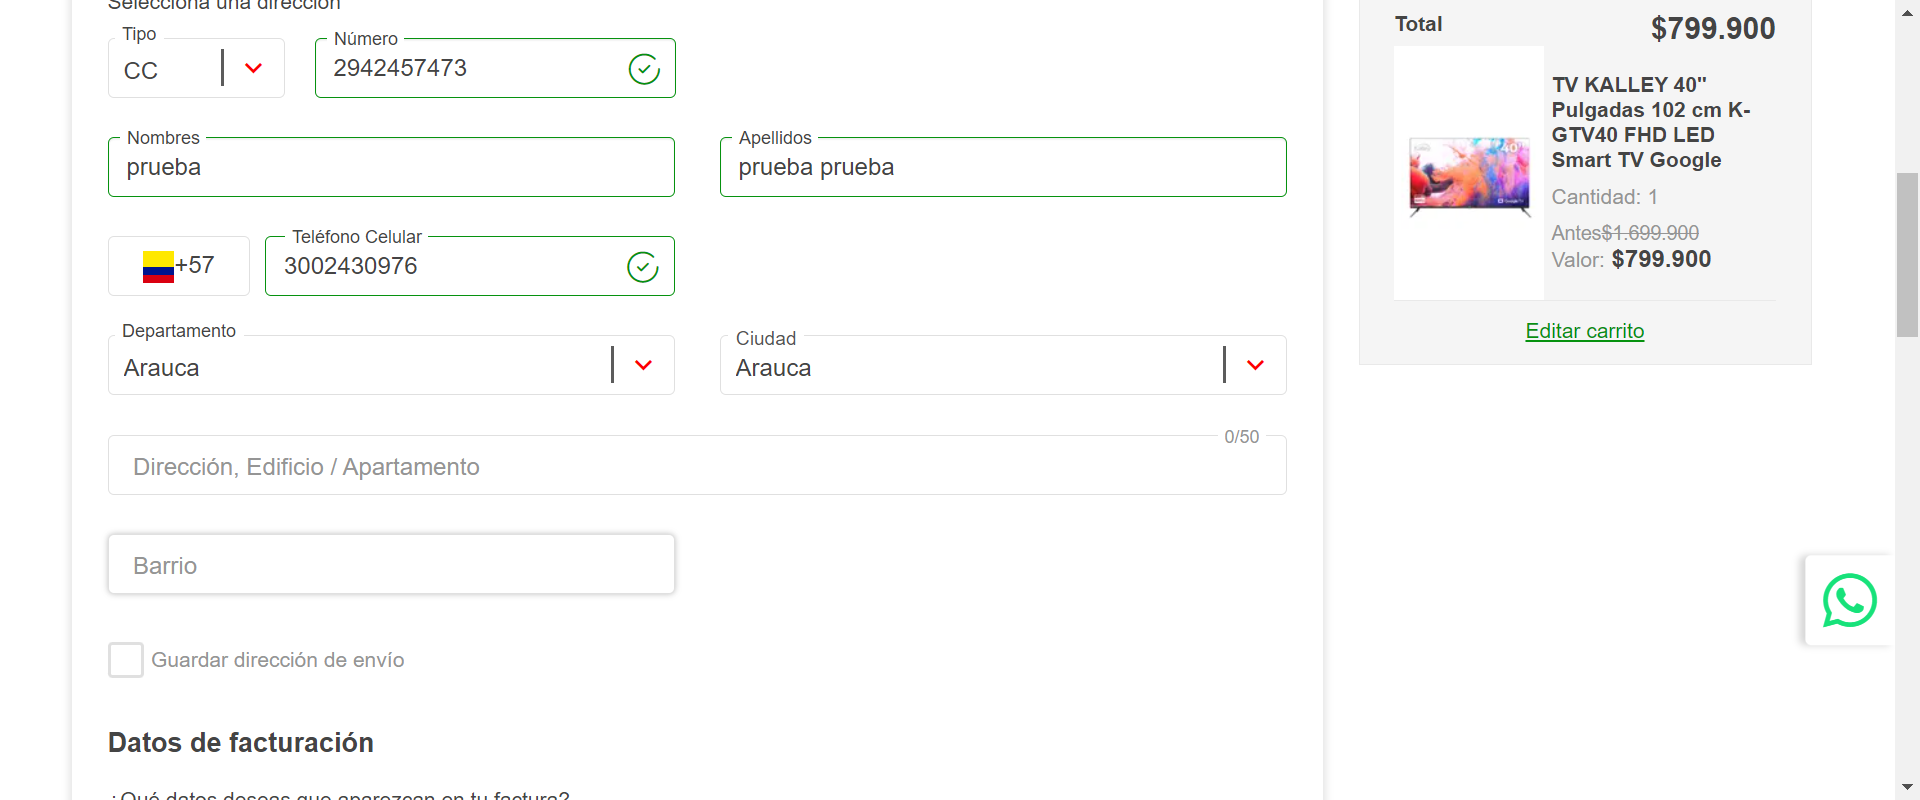 Selecciona una dirección
Tipo
CC
Número
2942457473
Nombres
prueba
Apellidos
prueba prueba
+57
Teléfono Celular
3002430976
Departamento
Arauca
Ciudad
Arauca
0/50
Dirección, Edificio / Apartamento
Barrio
Guardar dirección de envío
Datos de facturación
¿Qué datos deseas que aparezcan en tu factura?
Total
$799.900
TV KALLEY 40"
Pulgadas 102 cm K-
GTV40 FHD LED
Smart TV Google
Cantidad: 1
Antes$1.699.900
Valor: $799.900
Editar carrito